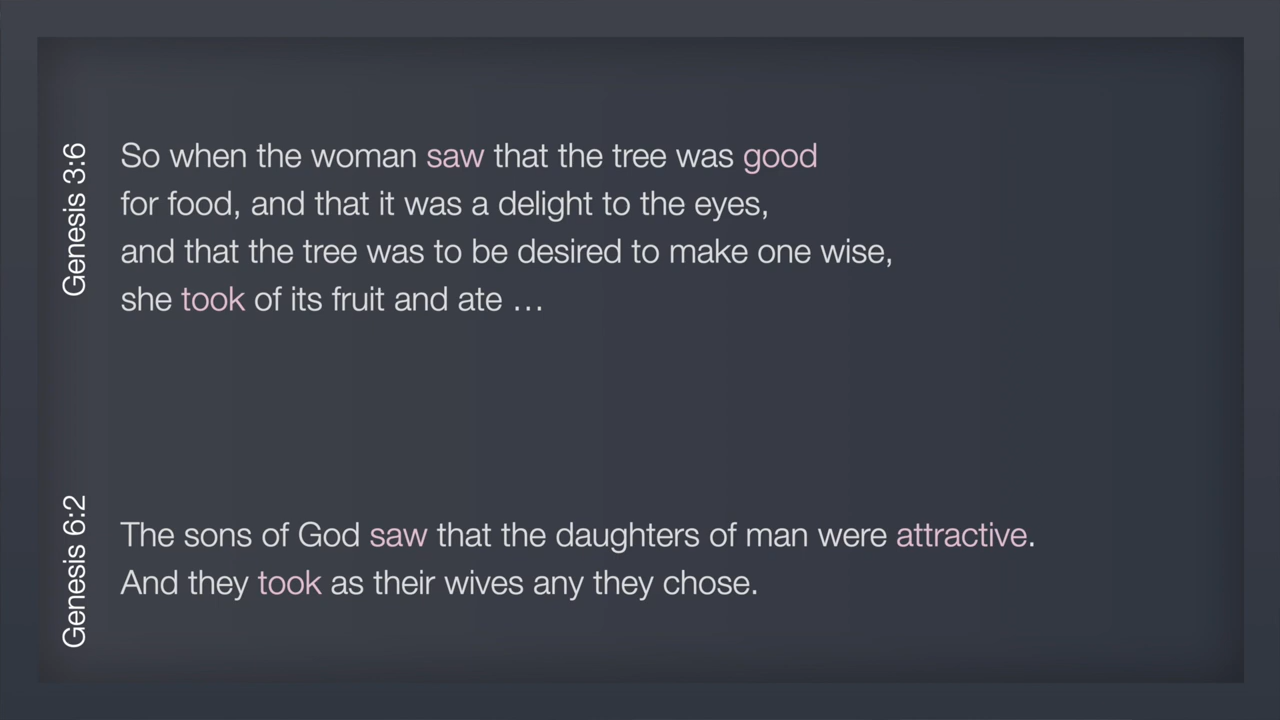 Genesis 3:6
So when the woman saw that the tree was good
for food, and that it was a delight to the eyes,
and that the tree was to be desired to make one wise,
she took of its fruit and ate …
Genesis 6:2
The sons of God saw that the daughters of man were attractive.
And they took as their wives any they chose.